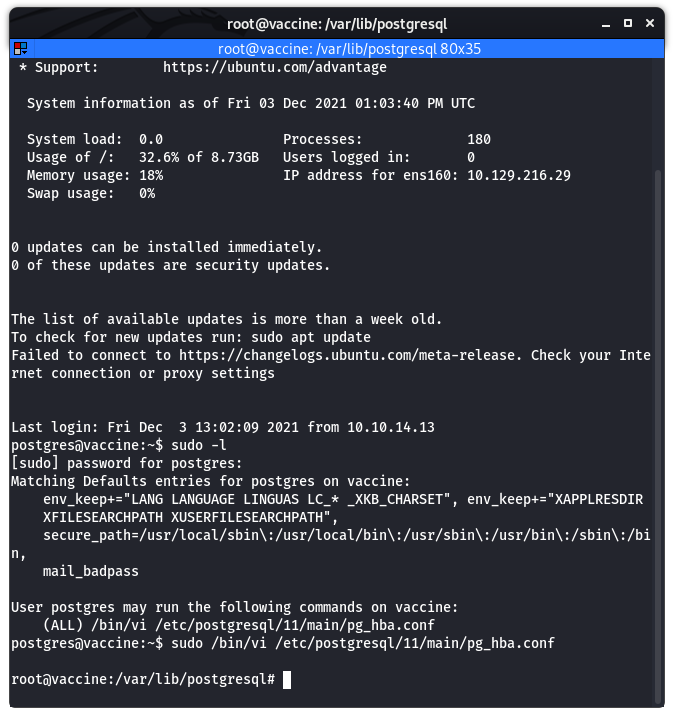 root@vaccine: /var/lib/postgresql
root@vaccine: /var/lib/postgresql 80x35
* Support:        https://ubuntu.com/advantage
System information as of Fri 03 Dec 2021 01:03:40 PM UTC
System load:  0.0               Processes:             180
Usage of /:   32.6% of 8.73GB   Users logged in:       0
Memory usage: 18%               IP address for ens160: 10.129.216.29
Swap usage:   0%
0 updates can be installed immediately.
0 of these updates are security updates.
The list of available updates is more than a week old.
To check for new updates run: sudo apt update
Failed to connect to https://changelogs.ubuntu.com/meta-release. Check your Inte
rnet connection or proxy settings
Last login: Fri Dec  3 13:02:09 2021 from 10.10.14.13
postgres@vaccine:~$ sudo -l
[sudo] password for postgres:
Matching Defaults entries for postgres on vaccine:
    env_keep+="LANG LANGUAGE LINGUAS LC_* _XKB_CHARSET", env_keep+="XAPPLRESDIR
    XFILESEARCHPATH XUSERFILESEARCHPATH",
    secure_path=/usr/local/sbin\:/usr/local/bin\:/usr/sbin\:/usr/bin\:/sbin\:/bi
n,
    mail_badpass
User postgres may run the following commands on vaccine:
    (ALL) /bin/vi /etc/postgresql/11/main/pg_hba.conf
postgres@vaccine:~$ sudo /bin/vi /etc/postgresql/11/main/pg_hba.conf
root@vaccine:/var/lib/postgresql#